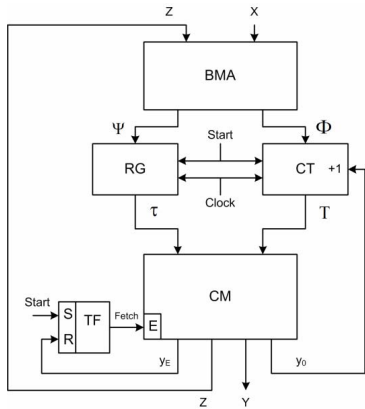 Z X
BMA
Ψ Start Φ
RG CT +1
Clock
τ T
CM
Start S TF Fetch E
R
yE y0
Z Y